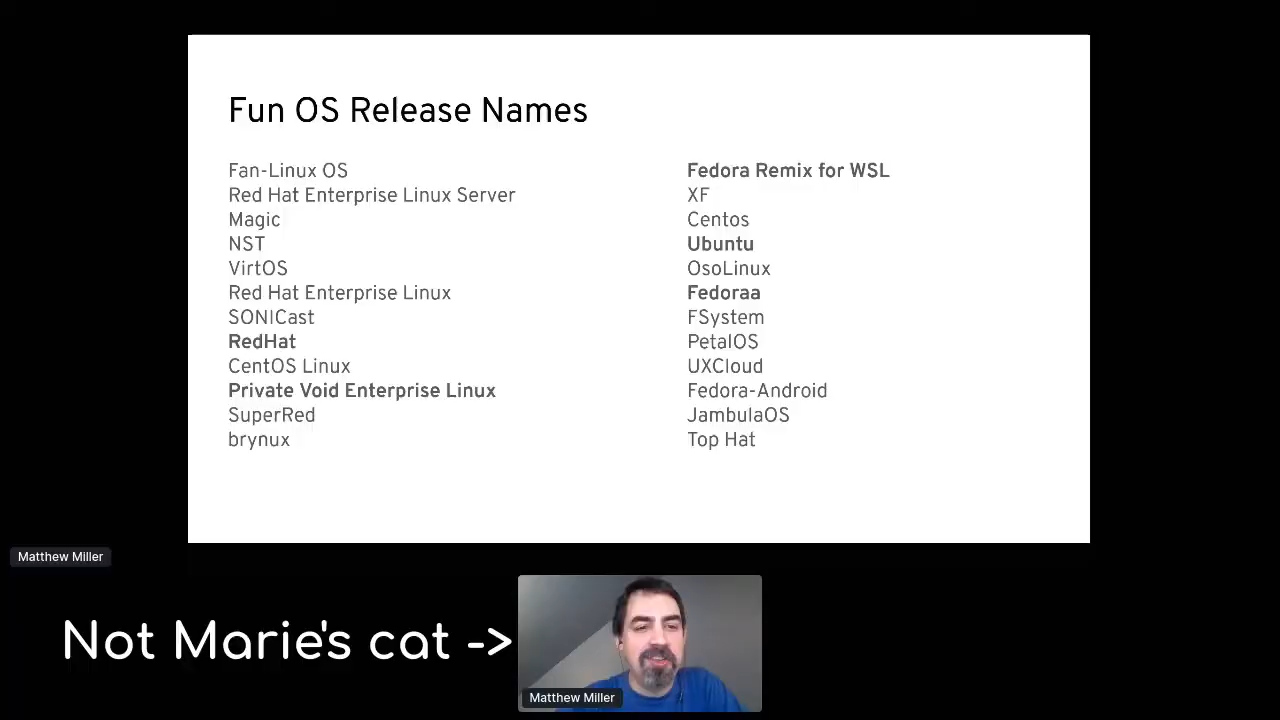 Fun OS Release Names
Fan-Linux OS
Red Hat Enterprise Linux Server
Magic
NST
VirtOS
Red Hat Enterprise Linux
SONICast
RedHat
CentOS Linux
Private Void Enterprise Linux
SuperRed
brynux
Fedora Remix for WSL
XF
Centos
Ubuntu
OsoLinux
Fedoraa
FSystem
PetalOS
UXCloud
Fedora-Android
JambulaOS
Top Hat
Matthew Miller
Not Marie's cat ->
Matthew Miller